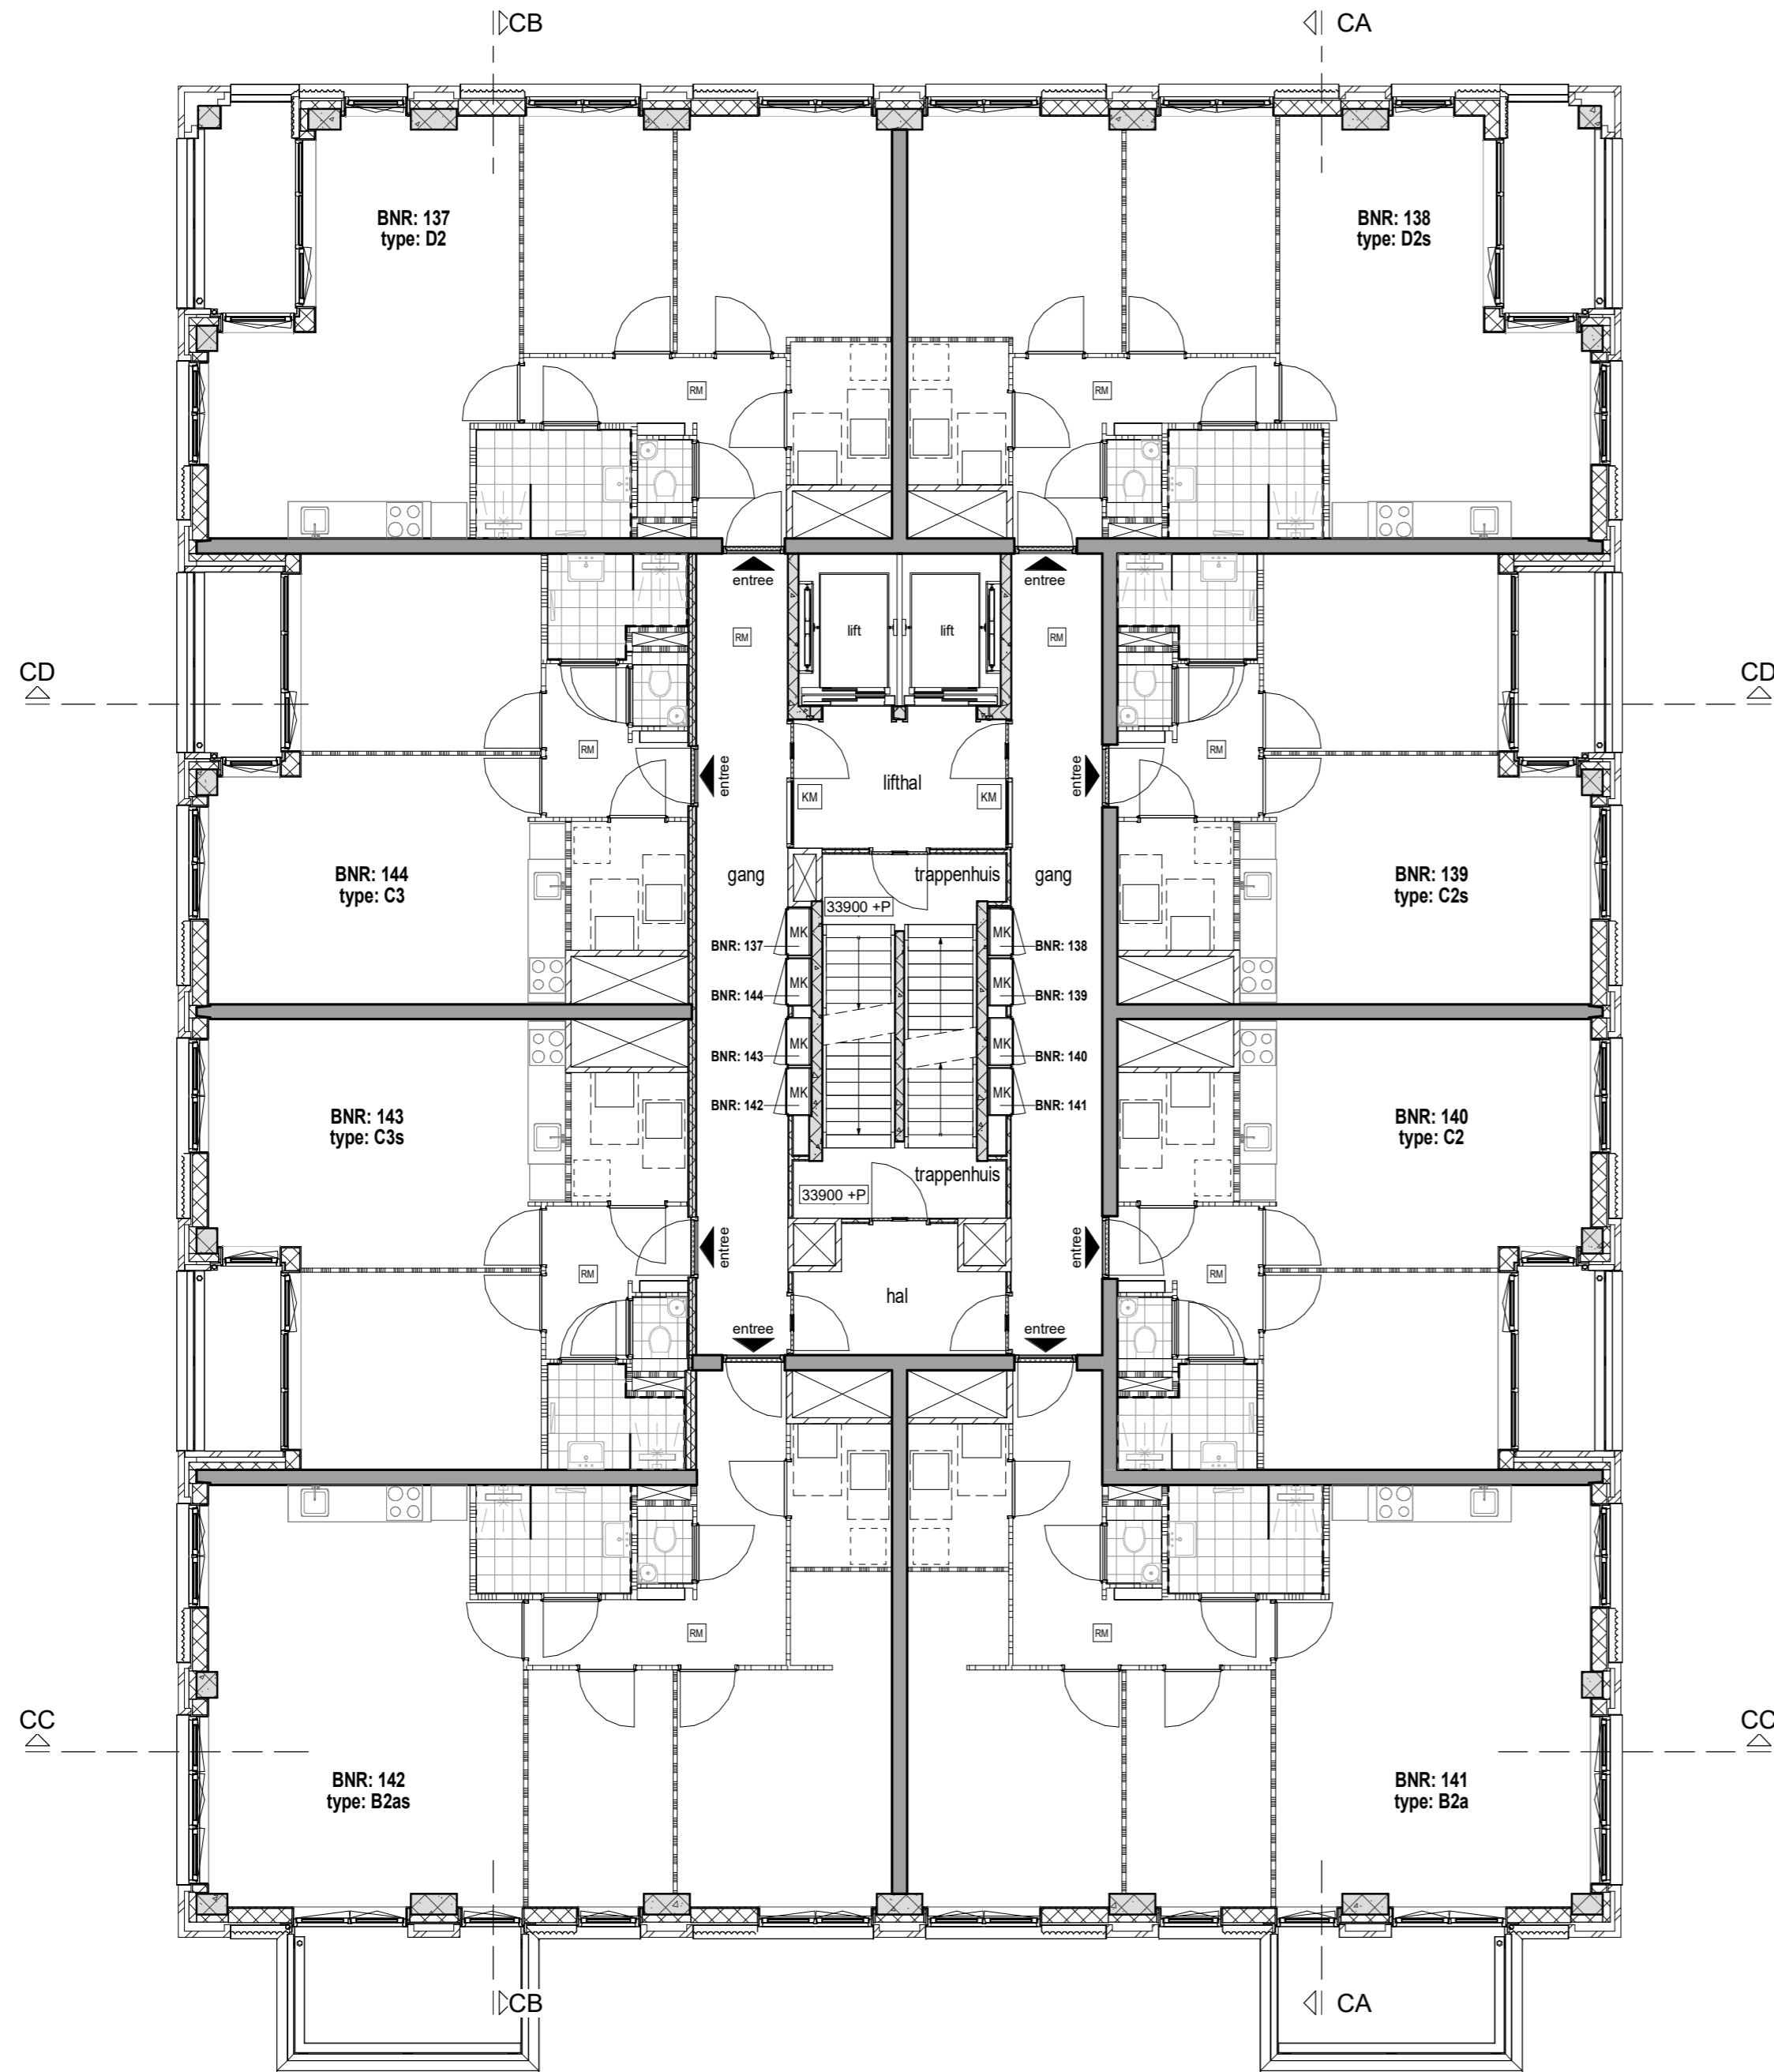 CB
CA
BNR: 137
type: D2
BNR: 138
type: D2s
RM
RM
entree
entree
RM
lift
lift
RM
CD
CD
RM
RM
entree
KM
lifthal
KM
entree
BNR: 144
type: C3
gang
trappenhuis
gang
BNR: 139
type: C2s
33900 +P
BNR: 137
MK
MK
BNR: 138
BNR: 144
MK
MK
BNR: 139
BNR: 143
MK
MK
BNR: 140
BNR: 142
MK
MK
BNR: 141
BNR: 143
type: C3s
BNR: 140
type: C2
trappenhuis
33900 +P
entree
entree
RM
RM
hal
entree
entree
RM
RM
CC
CC
BNR: 142
type: B2as
BNR: 141
type: B2a
CB
CA